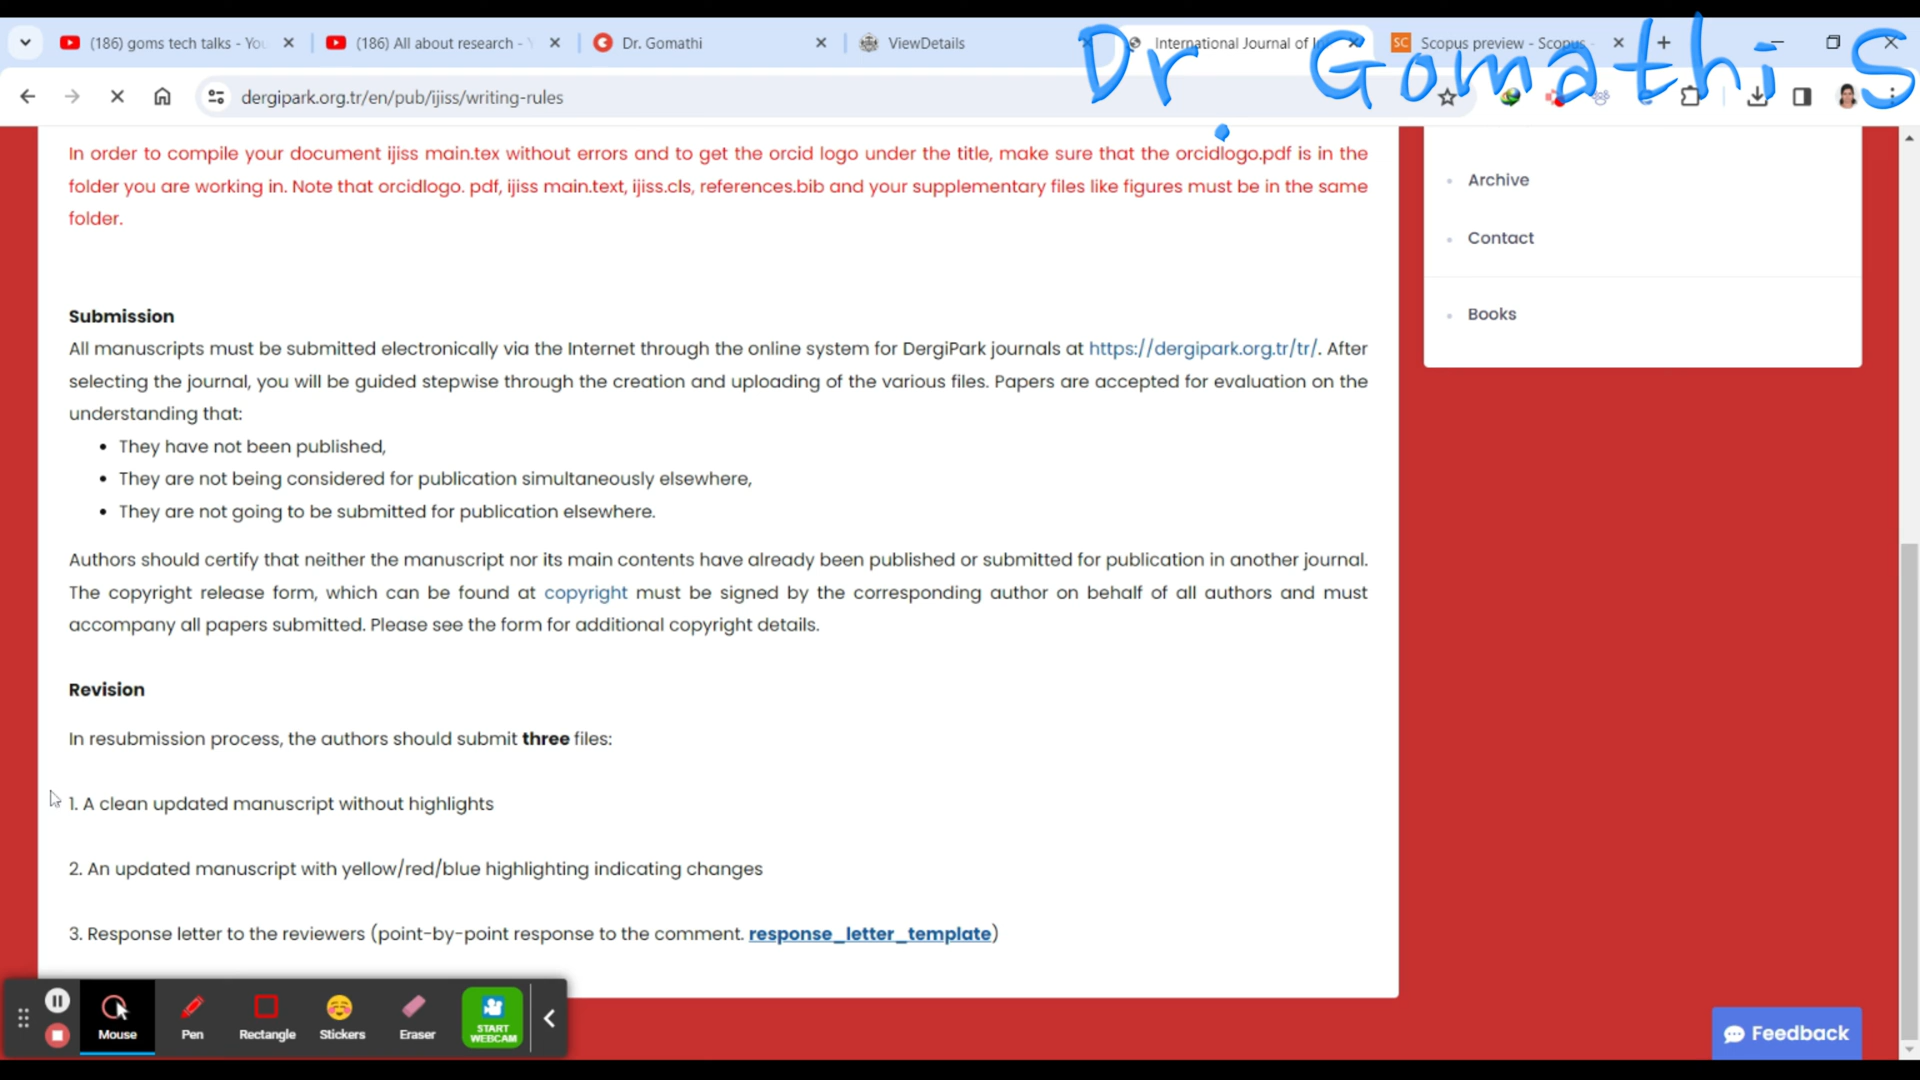 (186) goms tech talks - You
(186) All about research - Y
Dr. Gomathi
ViewDetails
International Journal of In
SC Scopus preview - Scopus -
Dr. Gomathi S
dergipark.org.tr/en/pub/ijiss/writing-rules
In order to compile your document ijiss main.tex without errors and to get the orcid logo under the title, make sure that the orcidlogo.pdf is in the
folder you are working in. Note that orcidlogo. pdf, ijiss main.text, ijiss.cls, references.bib and your supplementary files like figures must be in the same
folder.
Submission
All manuscripts must be submitted electronically via the Internet through the online system for DergiPark journals at https://dergipark.org.tr/tr/. After
selecting the journal, you will be guided stepwise through the creation and uploading of the various files. Papers are accepted for evaluation on the
understanding that:
• They have not been published,
• They are not being considered for publication simultaneously elsewhere,
• They are not going to be submitted for publication elsewhere.
Authors should certify that neither the manuscript nor its main contents have already been published or submitted for publication in another journal.
The copyright release form, which can be found at copyright must be signed by the corresponding author on behalf of all authors and must
accompany all papers submitted. Please see the form for additional copyright details.
Revision
In resubmission process, the authors should submit three files:
1. A clean updated manuscript without highlights
2. An updated manuscript with yellow/red/blue highlighting indicating changes
3. Response letter to the reviewers (point-by-point response to the comment. response_letter_template)
Archive
Contact
Books
Mouse
Pen
Rectangle
Stickers
Eraser
START
WEBCAM
Feedback